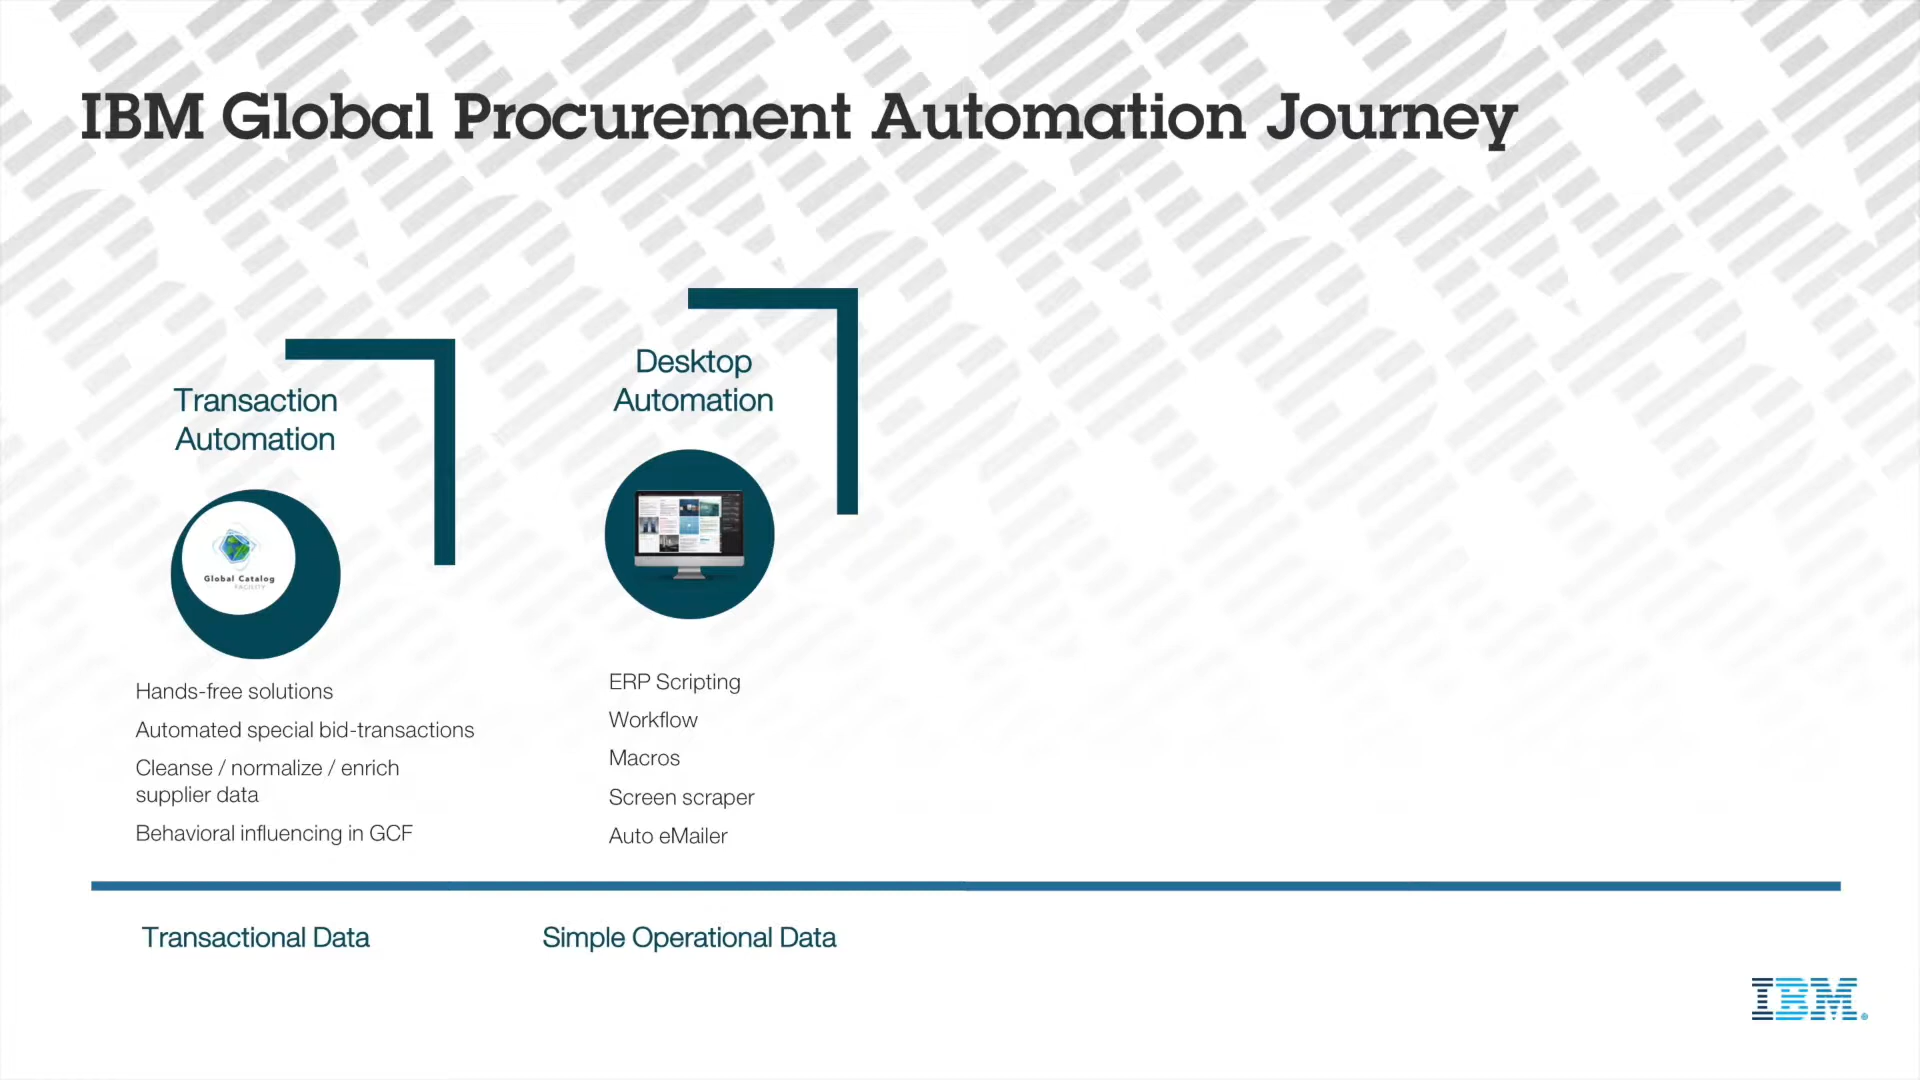 IBM Global Procurement Automation Journey
Transaction
Automation
Global Catalog
FACILITY
Hands-free solutions
Automated special bid-transactions
Cleanse / normalize / enrich
supplier data
Behavioral influencing in GCF
Transactional Data
Desktop
Automation
ERP Scripting
Workflow
Macros
Screen scraper
Auto eMailer
Simple Operational Data
IBM®